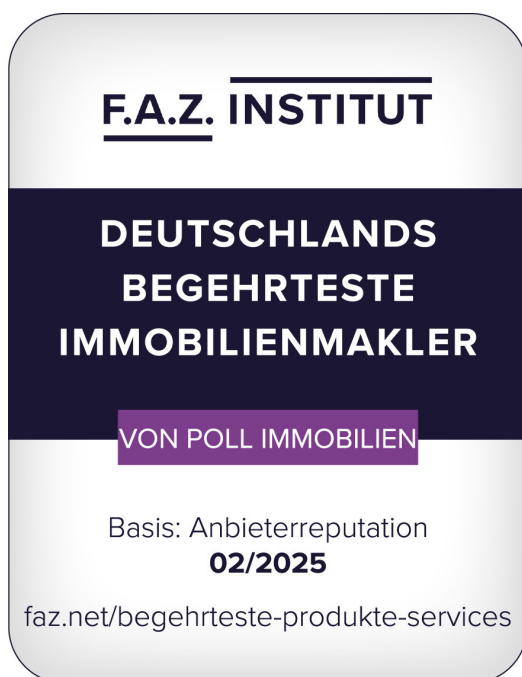 F.A.Z. INSTITUT
DEUTSCHLANDS
BEGEHRTESTE
IMMOBILIENMAKLER
VON POLL IMMOBILIEN
Basis: Anbieterreputation
02/2025
faz.net/begehrteste-produkte-services